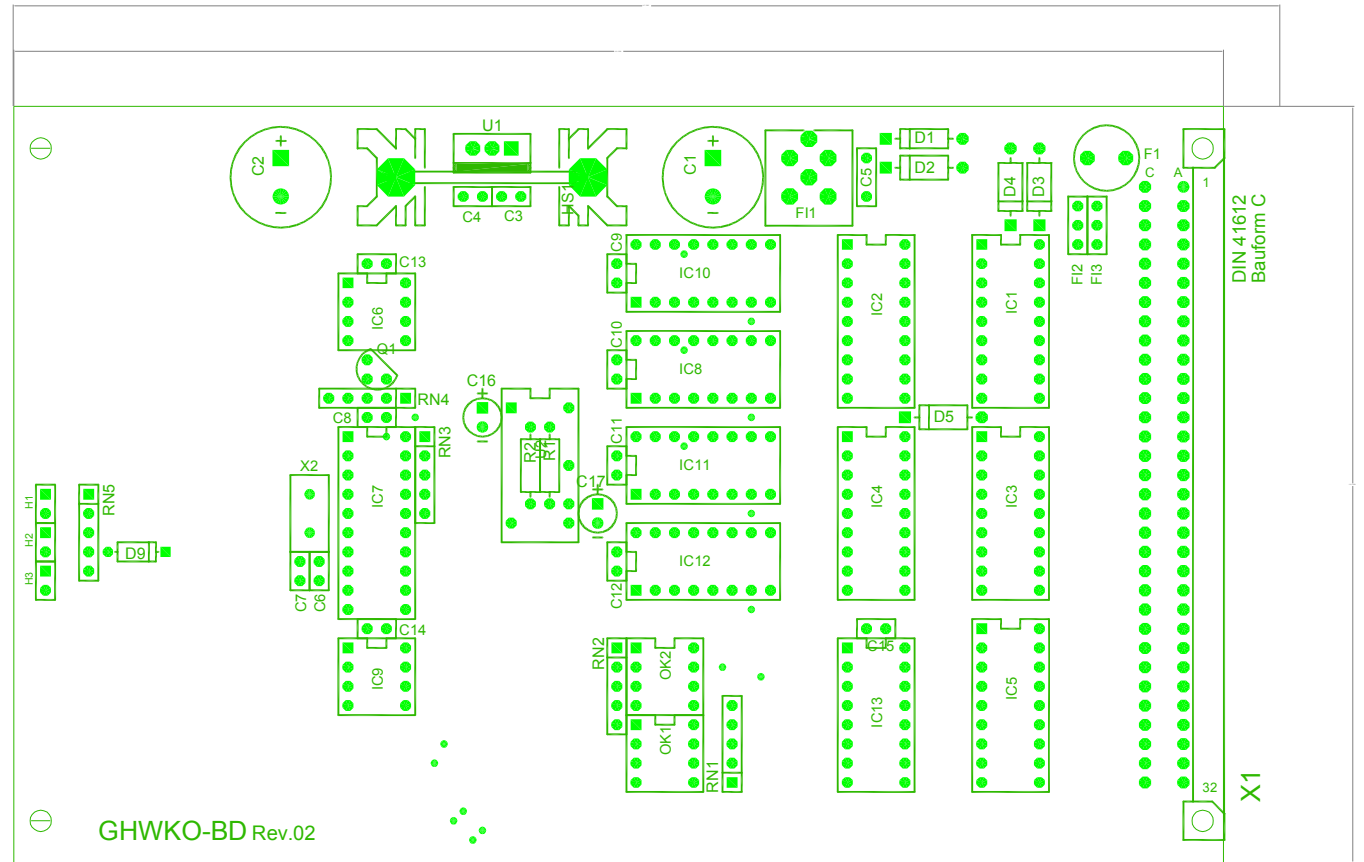 U1
C2
+
−
C4
C3
HS1
C1
+
−
FI1
C5
D1
D2
D4
D3
F1
C
A
1
FI2
FI3
DIN 41612
Bauform C
C13
IC6
C9
IC10
IC2
IC1
Q1
C10
IC8
RN4
C16
+
−
C8
D5
RN3
R2
R1
C11
IC11
X2
IC7
C17
+
−
IC4
IC3
H1
H2
H3
RN5
D9
C7
C6
C12
IC12
C14
IC9
RN2
OK2
OK1
RN1
C15
IC13
IC5
32
X1
GHWKO-BD Rev.02